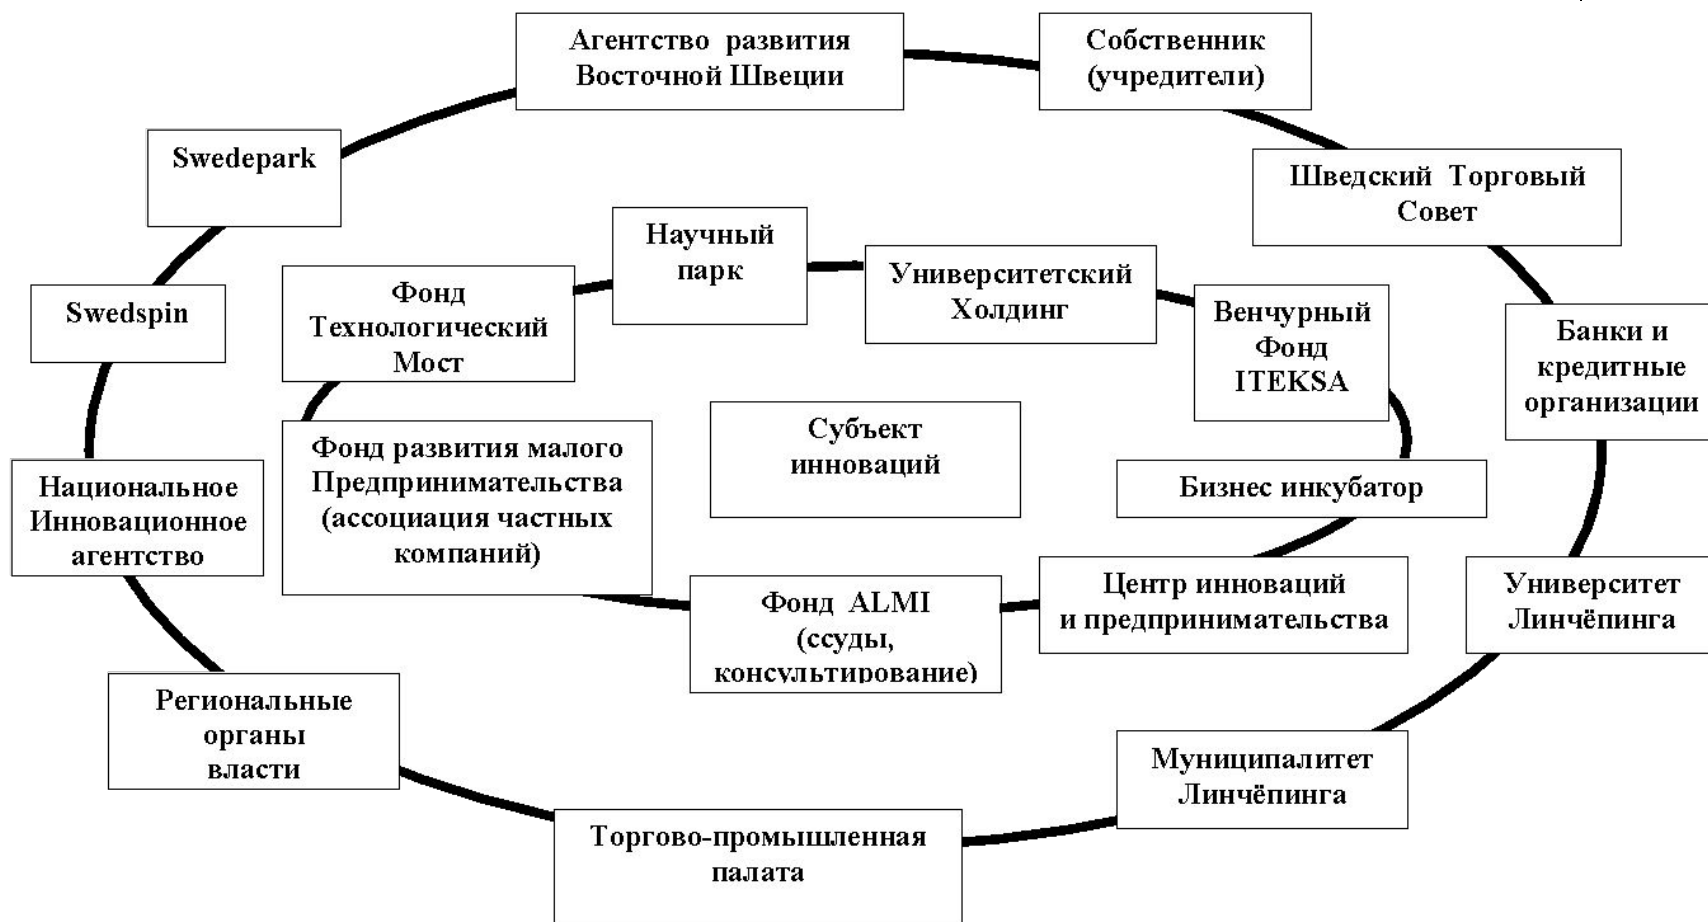 Агентство развития
Восточной Швеции
Собственник
(учредители)
Swedepark
Шведский Торговый
Совет
Научный
парк
Университетский
Холдинг
Фонд
Технологический
Мост
Swedspin
Венчурный
Фонд
ITEKSA
Банки и
кредитные
организации
Субъект
инноваций
Фонд развития малого
Предпринимательства
(ассоциация частных
компаний)
Бизнес инкубатор
Национальное
Инновационное
агентство
Фонд ALMI
(ссуды,
консультирование)
Центр инноваций
и предпринимательства
Университет
Линчёпинга
Региональные
органы
власти
Муниципалитет
Линчёпинга
Торгово-промышленная
палата